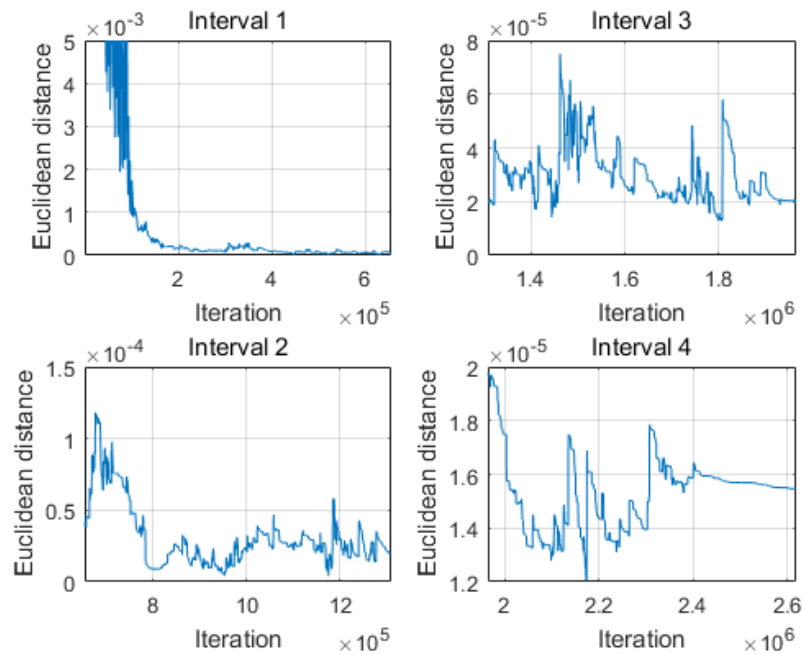 Interval 1
×10⁻³
Euclidean distance
5
4
3
2
1
0
2 4 6
Iteration
×10⁵
Interval 3
×10⁻⁵
Euclidean distance
8
6
4
2
0
1.4 1.6 1.8
Iteration
×10⁶
Interval 2
×10⁻⁴
Euclidean distance
1.5
1
0.5
0
8 10 12
Iteration
×10⁵
Interval 4
×10⁻⁵
Euclidean distance
2
1.8
1.6
1.4
1.2
2 2.2 2.4 2.6
Iteration
×10⁶